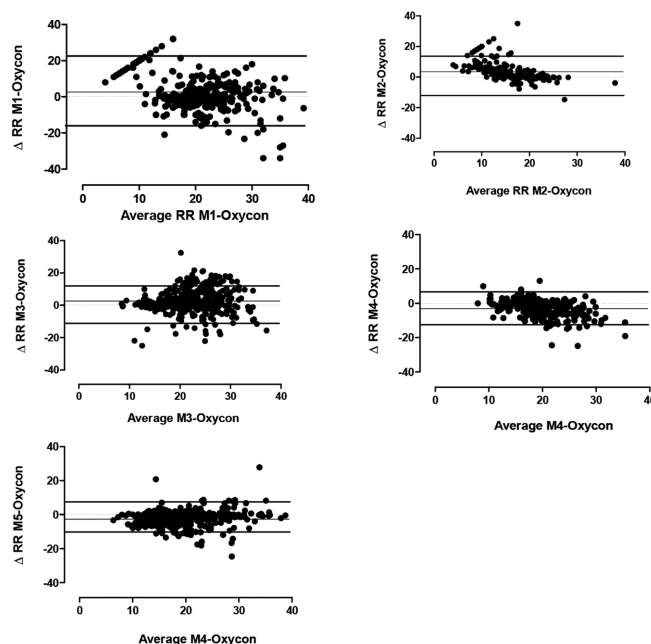 Δ RR M1-Oxycon
40
20
0
-20
-40
0 10 20 30 40
Average RR M1-Oxycon
Δ RR M2-Oxycon
40
20
0
-20
-40
0 10 20 30 40
Average RR M2-Oxycon
Δ RR M3-Oxycon
40
20
0
-20
-40
0 10 20 30 40
Average M3-Oxycon
Δ RR M4-Oxycon
40
20
0
-20
-40
0 10 20 30 40
Average M4-Oxycon
Δ RR M5-Oxycon
40
20
0
-20
-40
0 10 20 30 40
Average M4-Oxycon